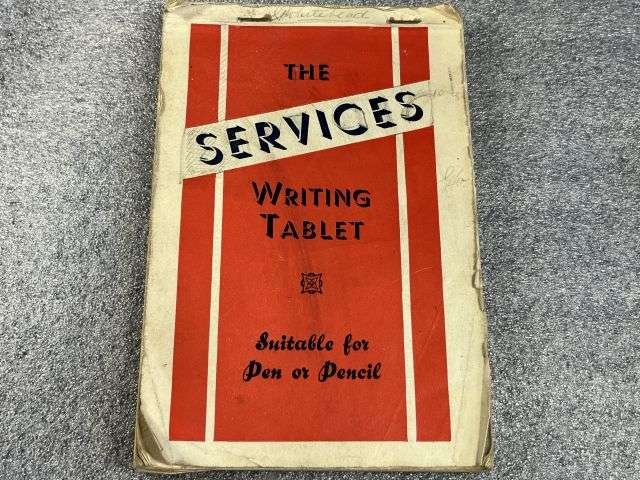 THE
SERVICES
WRITING
TABLET
Suitable for
Pen or Pencil